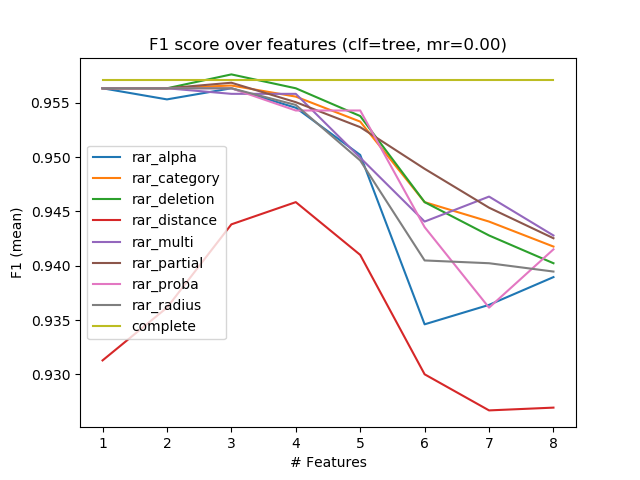 F1 score over features (clf=tree, mr=0.00)
F1 (mean)
0.955
0.950
0.945
0.940
0.935
0.930
rar_alpha
rar_category
rar_deletion
rar_distance
rar_multi
rar_partial
rar_proba
rar_radius
complete
1 2 3 4 5 6 7 8
# Features